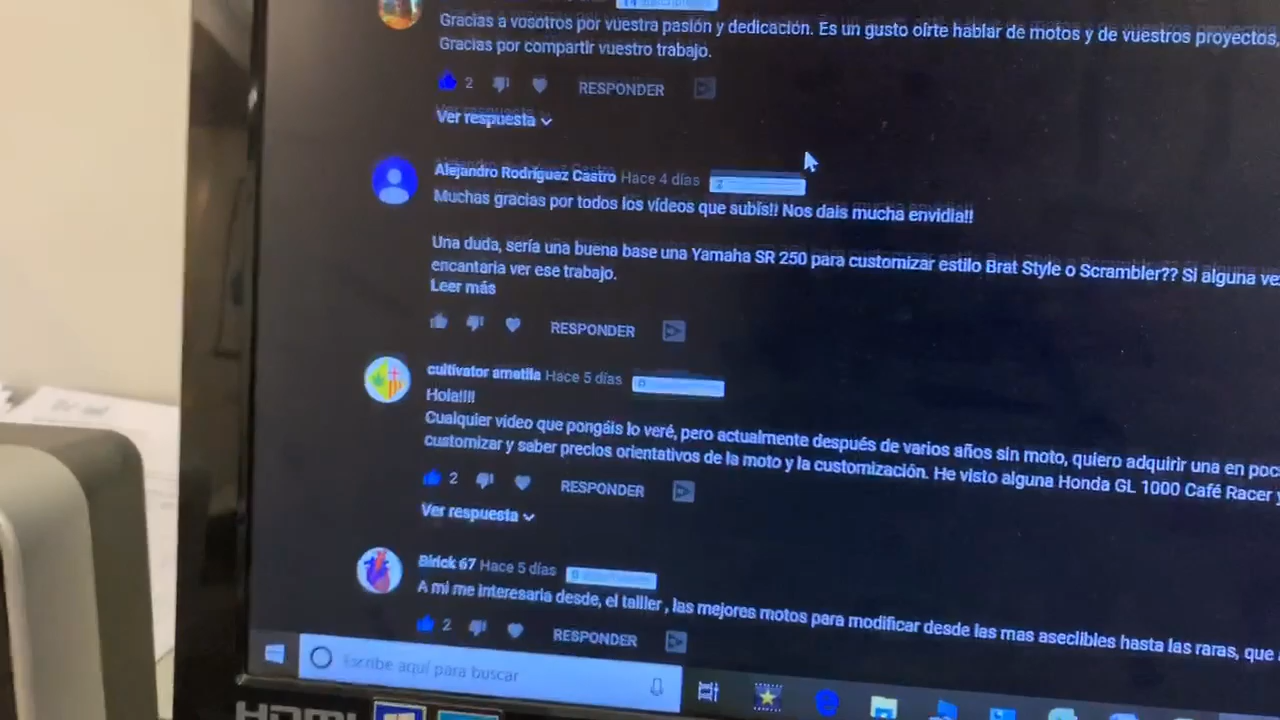 Gracias a vosotros por vuestra pasión y dedicación. Es un gusto oírte hablar de motos y de vuestros proyectos,
Gracias por compartir vuestro trabajo.
2 RESPONDER
Ver respuesta
Alejandro Rodríguez Castro Hace 4 días
Muchas gracias por todos los vídeos que subís!! Nos dais mucha envidia!!
Una duda, sería una buena base una Yamaha SR 250 para customizar estilo Brat Style o Scrambler?? Si alguna ve
encantaría ver ese trabajo.
Leer más
RESPONDER
cultivator ametlla Hace 5 días
Hola!!!!
Cualquier video que pongáis lo veré, pero actualmente después de varios años sin moto, quiero adquirir una en poc
customizar y saber precios orientativos de la moto y la customización. He visto alguna Honda GL 1000 Café Racer y
2 RESPONDER
Ver respuesta
Birick 67 Hace 5 días
A mi me interesaria desde, el talller , las mejores motos para modificar desde las mas aseclibles hasta las raras, que
2 RESPONDER
Escribe aquí para buscar
HDMI